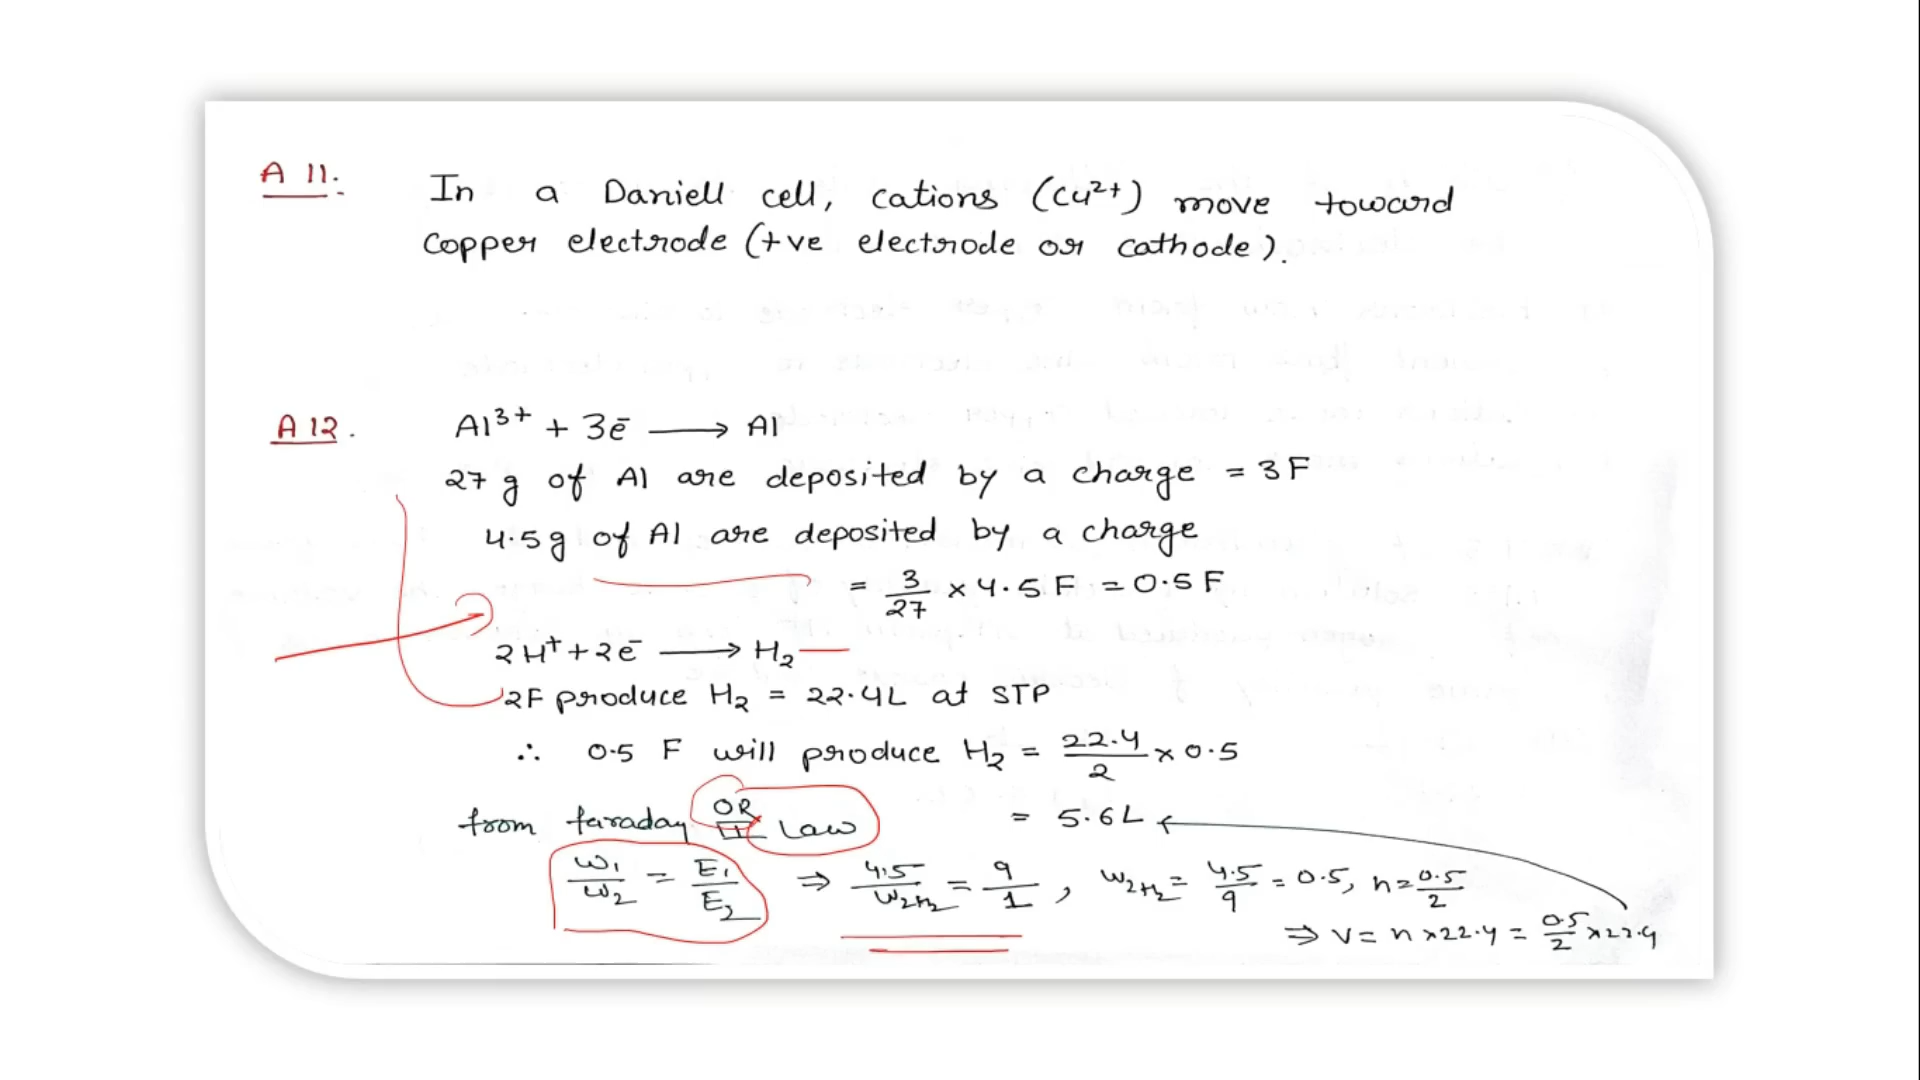 A 11.
In a Daniell cell, cations (Cu²⁺) move toward
copper electrode (+ve electrode or cathode).
A 12.
Al³⁺ + 3ē ⟶ Al
27 g of Al are deposited by a charge = 3F
4.5g of Al are deposited by a charge
= 3/27 × 4.5 F = 0.5 F
2H⁺ + 2ē ⟶ H₂
2F produce H₂ = 22.4L at STP
∴ 0.5 F will produce H₂ = 22.4/2 × 0.5
= 5.6L
OR
from faraday II Law
w₁/w₂ = E₁/E₂ ⇒ 4.5/w₂H₂ = 9/1 , w₂H₂ = 4.5/9 = 0.5, n = 0.5/2
⇒ V = n × 22.4 = 0.5/2 × 22.4